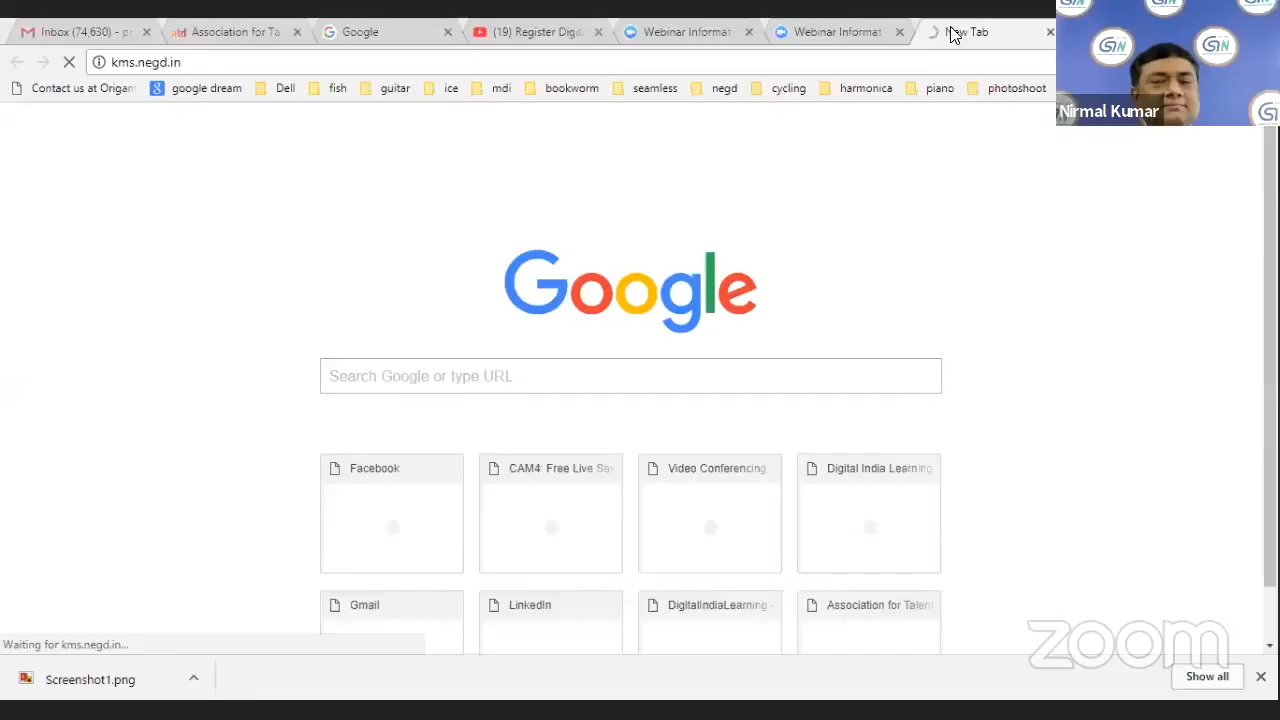 Inbox (74,630) - pr
Association for Ta
Google
(19) Register Digit
Webinar Informat
Webinar Informat
New Tab
kms.negd.in
Contact us at Origam
google dream
Dell
fish
guitar
ice
mdi
bookworm
seamless
negd
cycling
harmonica
piano
photoshoot
Nirmal Kumar
Google
Search Google or type URL
Facebook
CAM4: Free Live Sex
Video Conferencing
Digital India Learning
Gmail
LinkedIn
DigitalIndiaLearning -
Association for Talent
Waiting for kms.negd.in...
zoom
Screenshot1.png
Show all